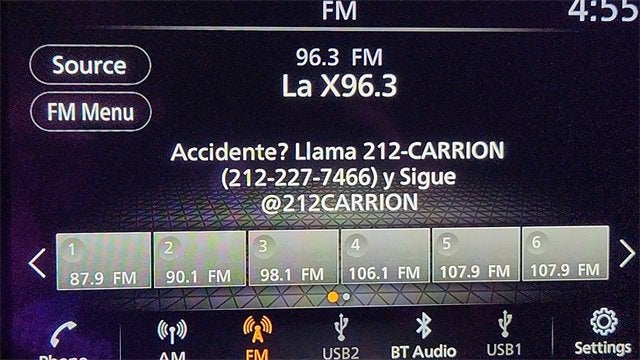 FM
4:55
Source
96.3 FM
La X96.3
FM Menu
Accidente? Llama 212-CARRION
(212-227-7466) y Sigue
@212CARRION
1
87.9 FM
2
90.1 FM
3
98.1 FM
4
106.1 FM
5
107.9 FM
6
107.9 FM
Phone
AM
FM
USB2
BT Audio
USB1
Settings